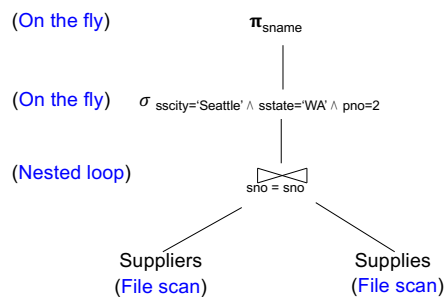 (On the fly) π sname
(On the fly) σ sscity=‘Seattle’ ∧ sstate=‘WA’ ∧ pno=2
(Nested loop)
sno = sno
Suppliers Supplies
(File scan) (File scan)